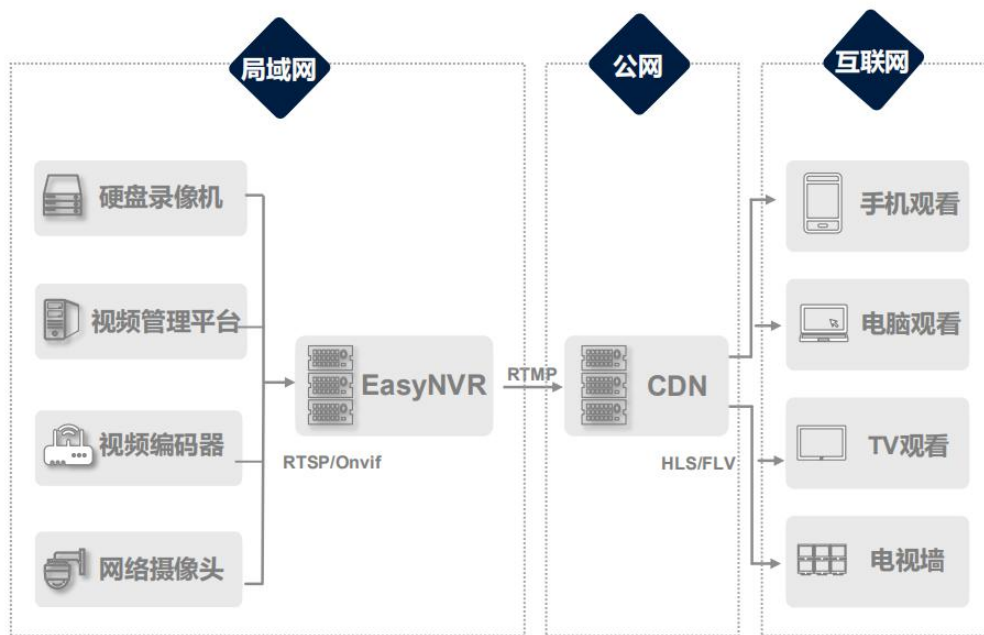 局域网
公网
互联网
硬盘录像机
视频管理平台
视频编码器
网络摄像头
RTSP/Onvif
EasyNVR
RTMP
CDN
HLS/FLV
手机观看
电脑观看
TV观看
电视墙